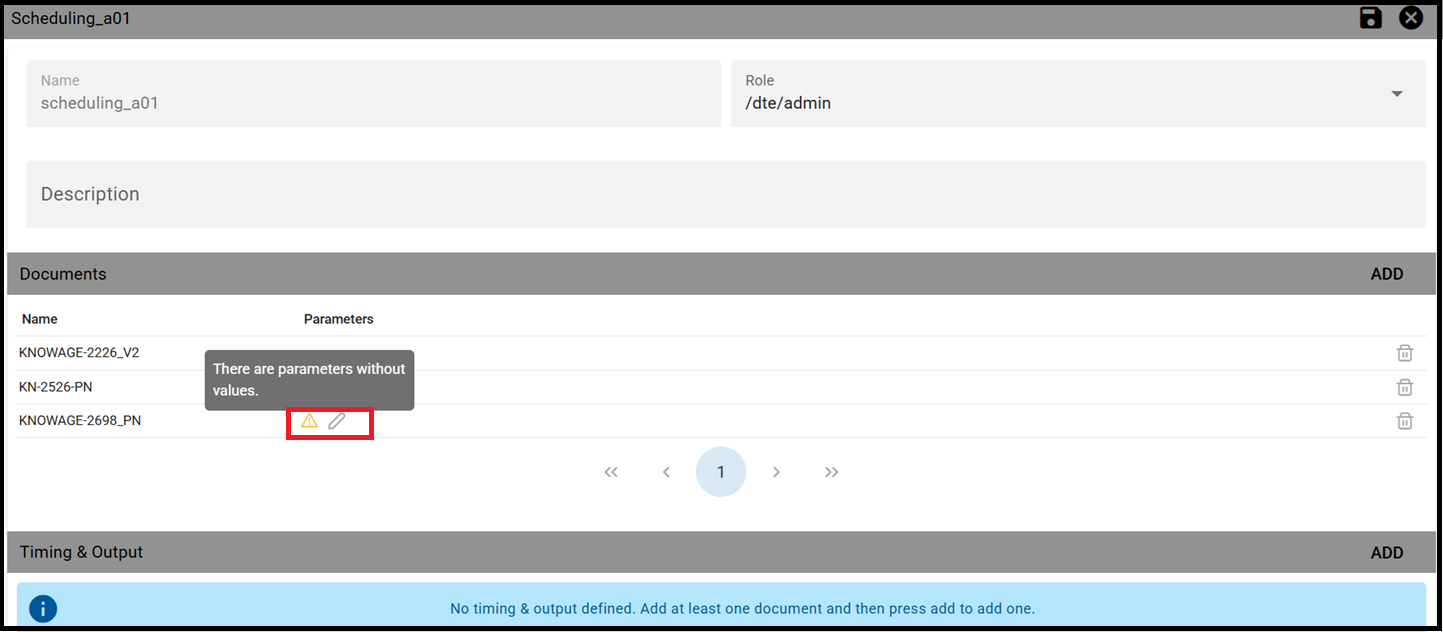 Scheduling_a01
Name
scheduling_a01
Role
/dte/admin
Description
Documents
ADD
Name
Parameters
KNOWAGE-2226_V2
There are parameters without
values.
KN-2526-PN
KNOWAGE-2698_PN
1
Timing & Output
ADD
No timing & output defined. Add at least one document and then press add to add one.